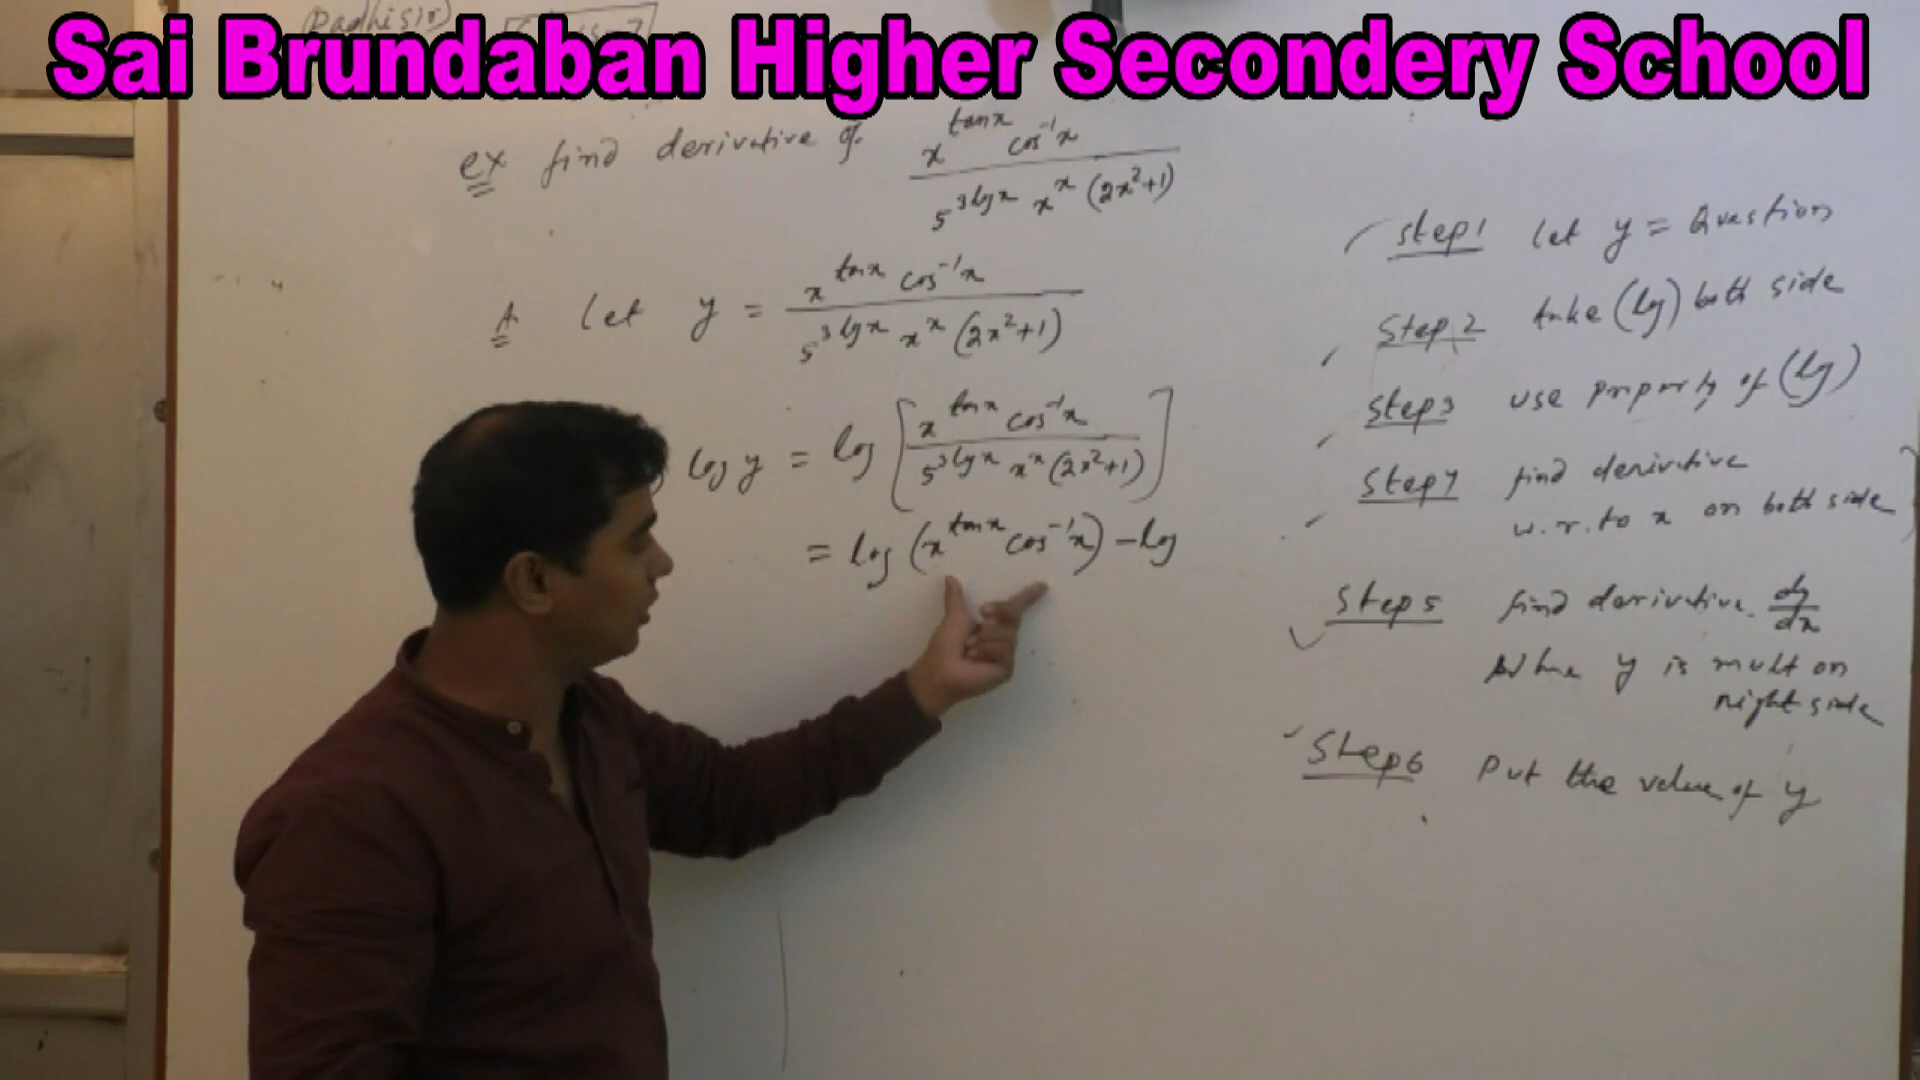 Padhisir)
Sai Brundaban Higher Secondery School
ex find derivative of x^tanx cos⁻¹x / 5^3logx x^x (2x²+1)
A Let y = x^tanx cos⁻¹x / 5^3logx x^x (2x²+1)
log y = log [x^tanx cos⁻¹x / 5^3logx x^x (2x²+1)]
= log (x^tanx cos⁻¹x) - log
Step1 Let y = Question
Step2 take (log) both side
Step3 use property of (log)
Step4 find derivative
w.r.to x on both side
Step5 find derivative dy/dx
y is mult on
right side
Step6 Put the value of y